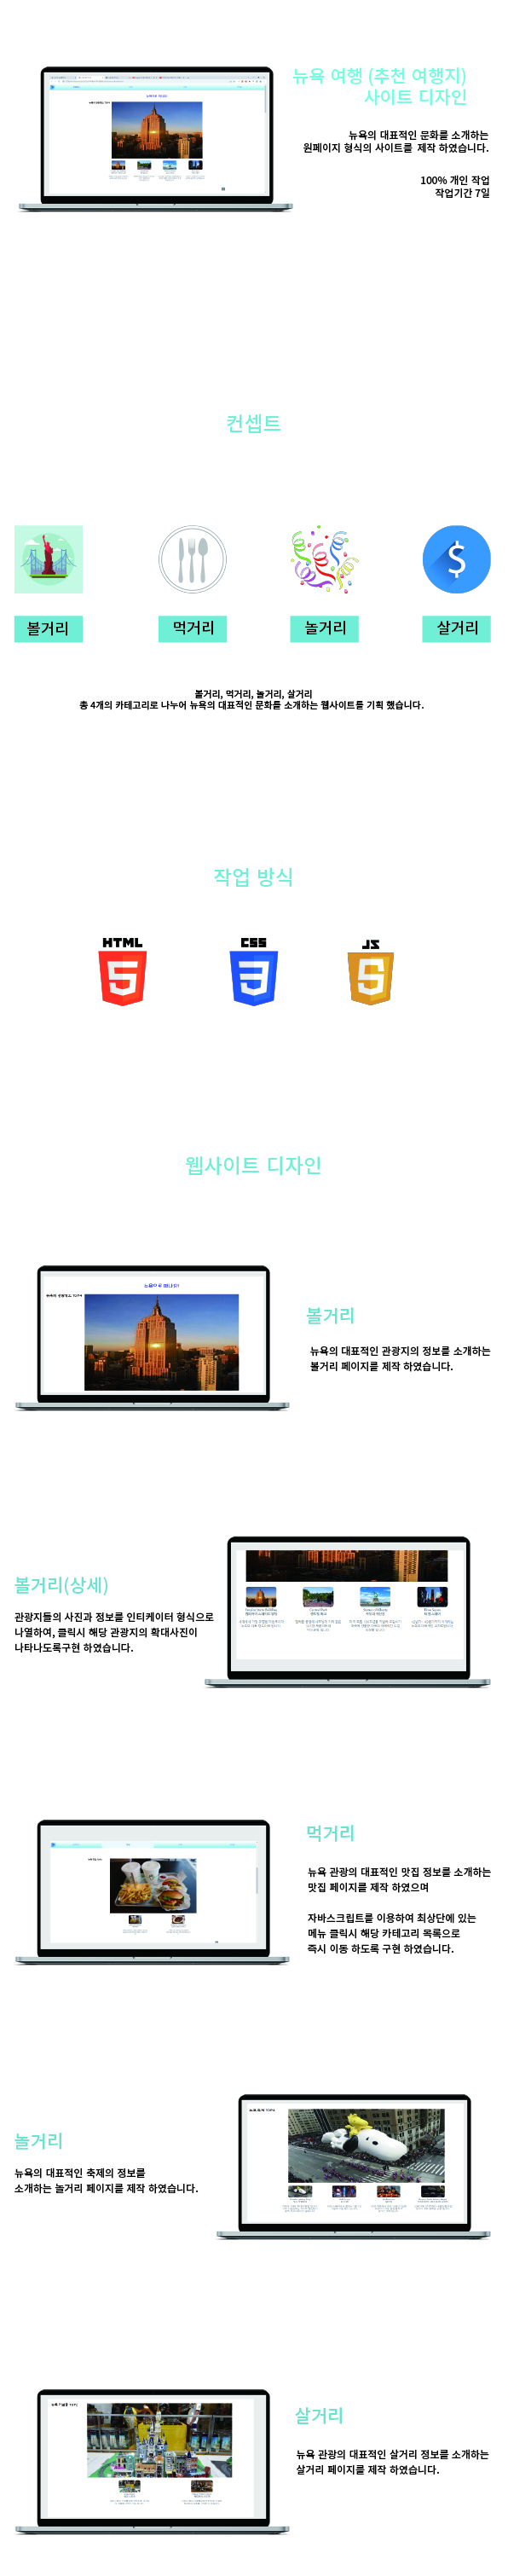 뉴욕 여행 (추천 여행지)
사이트 디자인
뉴욕의 대표적인 문화를 소개하는
원페이지 형식의 사이트를 제작 하였습니다.
100% 개인 작업
작업기간 7일
컨셉트
볼거리
먹거리
놀거리
살거리
볼거리, 먹거리, 놀거리, 살거리
총 4개의 카테고리로 나누어 뉴욕의 대표적인 문화를 소개하는 웹사이트를 기획 했습니다.
작업 방식
HTML
CSS
JS
웹사이트 디자인
뉴욕으로 떠나자!
볼거리
뉴욕의 대표적인 관광지의 정보를 소개하는
볼거리 페이지를 제작 하였습니다.
볼거리(상세)
관광지들의 사진과 정보를 인티케이터 형식으로
나열하여, 클릭시 해당 관광지의 확대사진이
나타나도록구현 하였습니다.
먹거리
뉴욕 관광의 대표적인 맛집 정보를 소개하는
맛집 페이지를 제작 하였으며
자바스크립트를 이용하여 최상단에 있는
메뉴 클릭시 해당 카테고리 목록으로
즉시 이동 하도록 구현 하였습니다.
놀거리
뉴욕의 대표적인 축제의 정보를
소개하는 놀거리 페이지를 제작 하였습니다.
살거리
뉴욕 관광의 대표적인 살거리 정보를 소개하는
살거리 페이지를 제작 하였습니다.